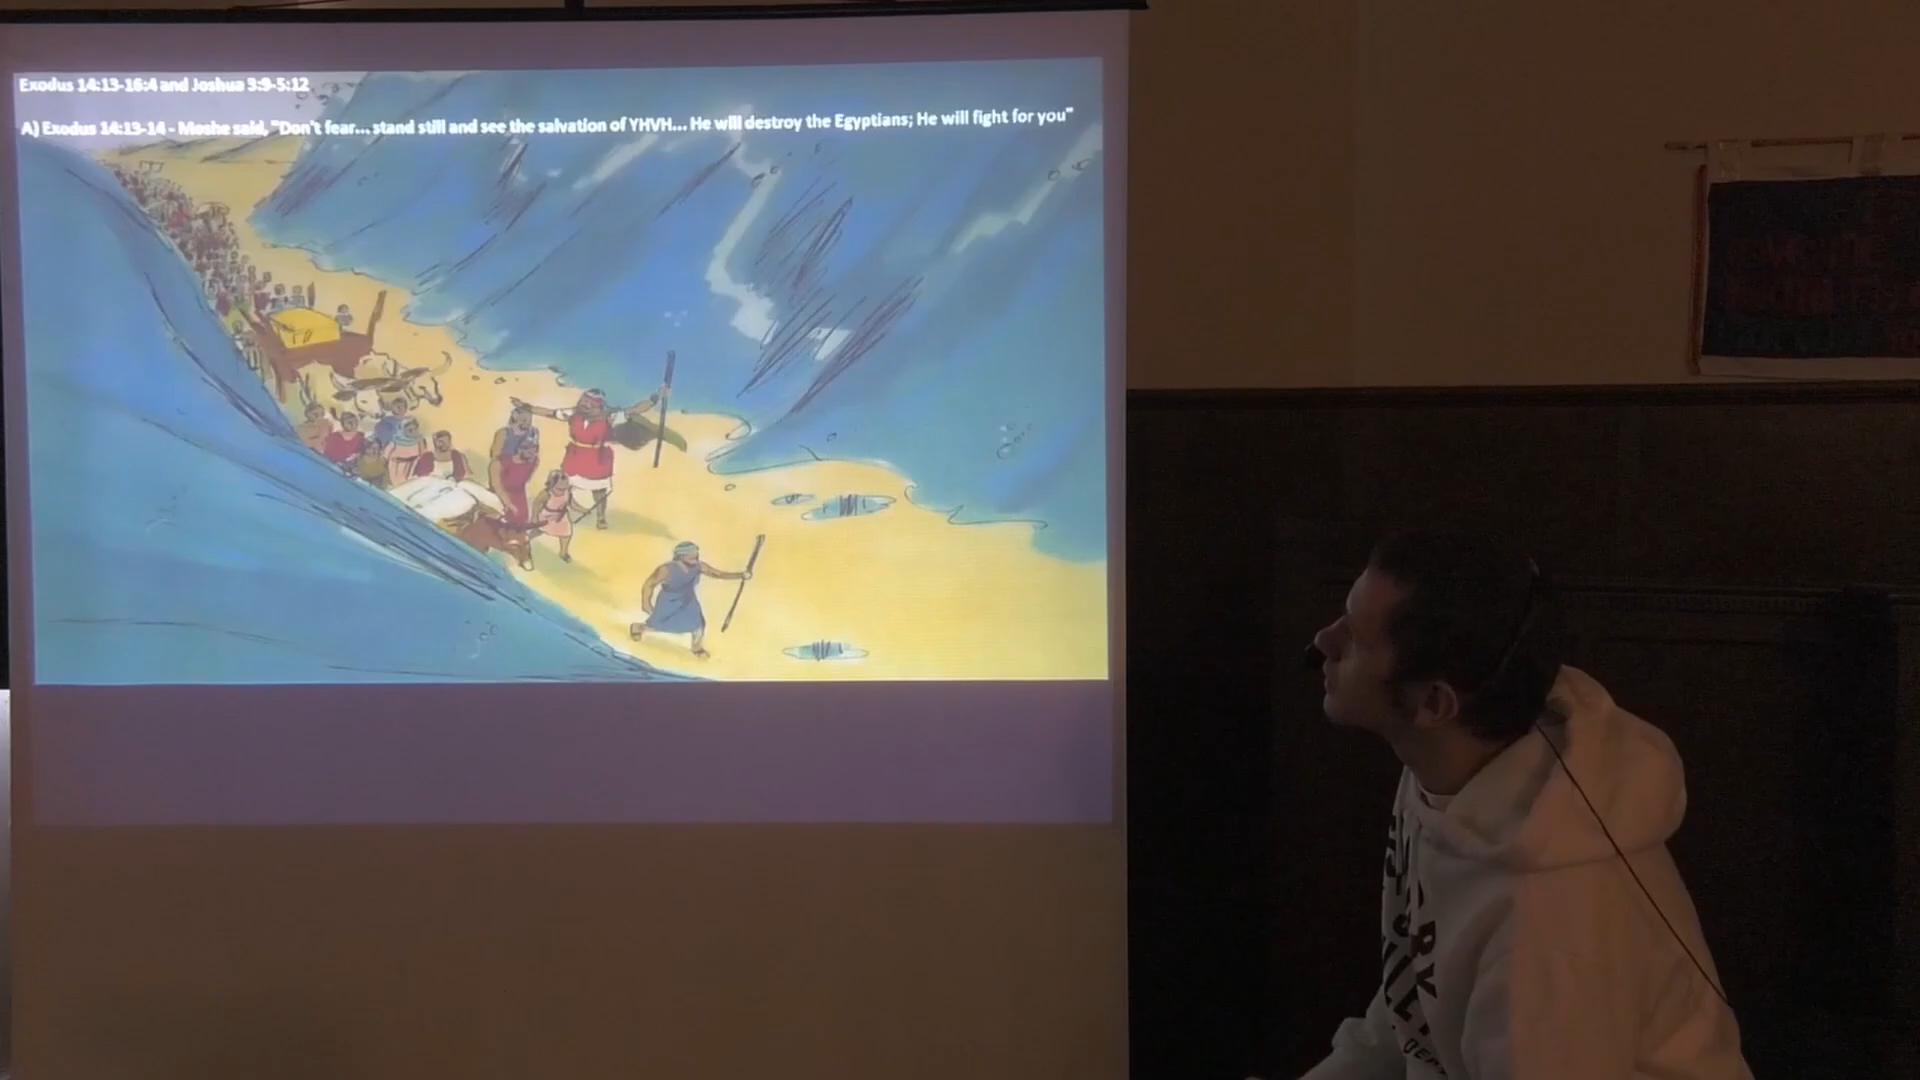 Exodus 14:13-16:4 and Joshua 3:9-5:12
A) Exodus 14:13-14 - Moshe said, "Don't fear... stand still and see the salvation of YHVH... He will destroy the Egyptians; He will fight for you"